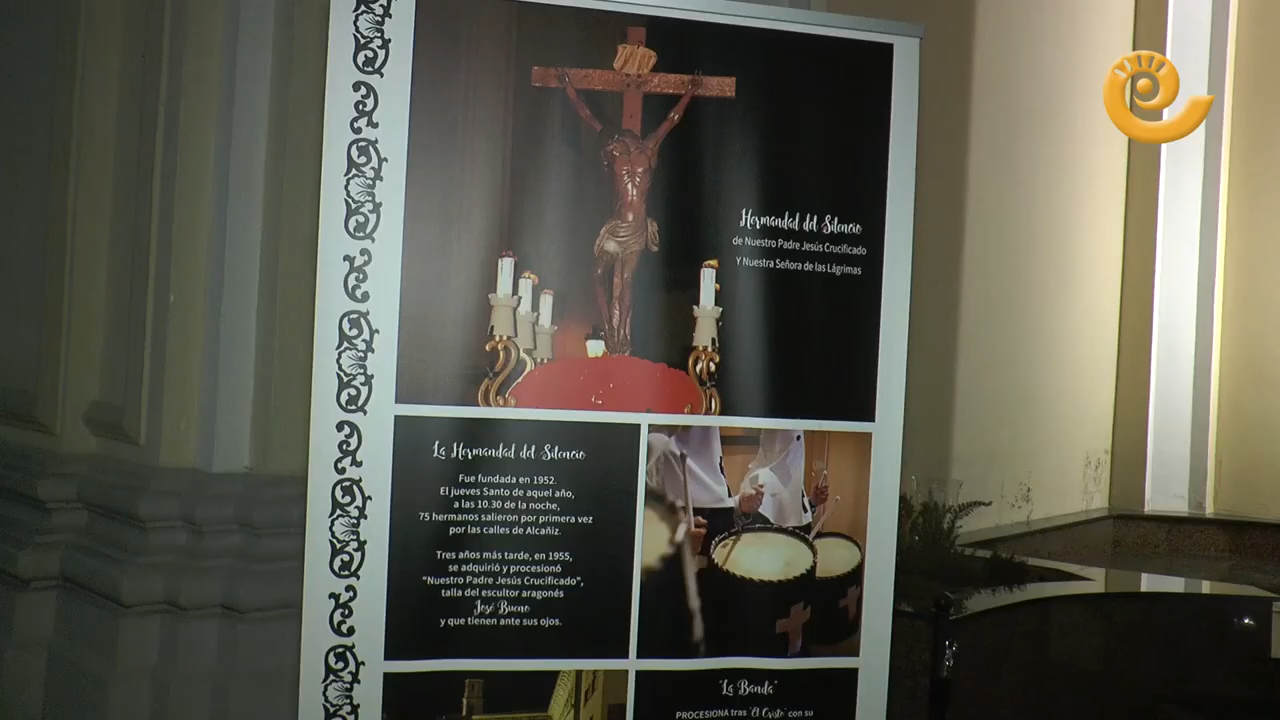 Hermandad del Silencio
de Nuestro Padre Jesús Crucificado
Y Nuestra Señora de las Lágrimas
La Hermandad del Silencio
Fue fundada en 1952.
El jueves Santo de aquel año,
a las 10.30 de la noche,
75 hermanos salieron por primera vez
por las calles de Alcañiz.
Tres años más tarde, en 1955,
se adquirió y procesionó
"Nuestro Padre Jesús Crucificado",
talla del escultor aragonés
José Bueno
y que tienen ante sus ojos.
"La Banda"
PROCESIONA tras "El Cristo" con su